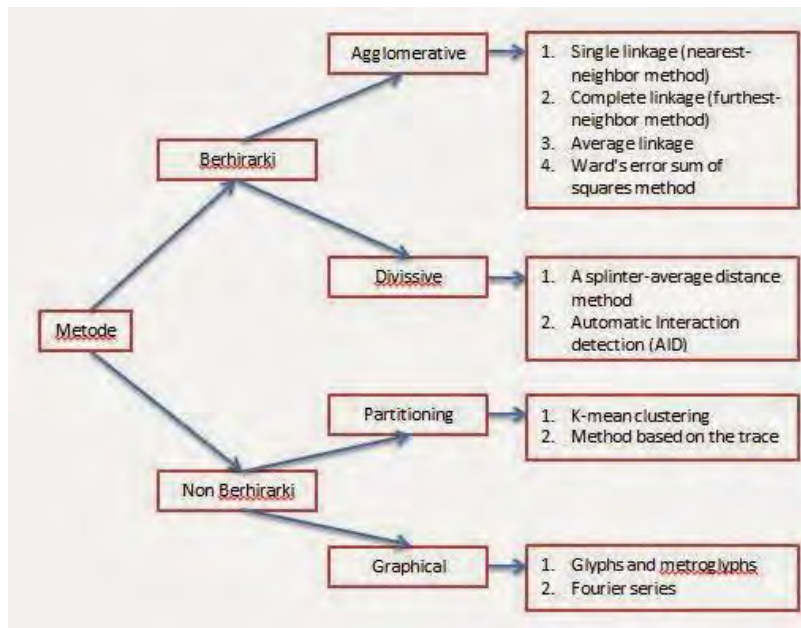 Agglomerative
1. Single linkage (nearest-
neighbor method)
2. Complete linkage (furthest-
neighbor method)
3. Average linkage
4. Ward's error sum of
squares method
Berhirarki
Divissive
1. A splinter-average distance
method
2. Automatic Interaction
detection (AID)
Metode
Partitioning
1. K-mean clustering
2. Method based on the trace
Non Berhirarki
Graphical
1. Glyphs and metroglyphs
2. Fourier series